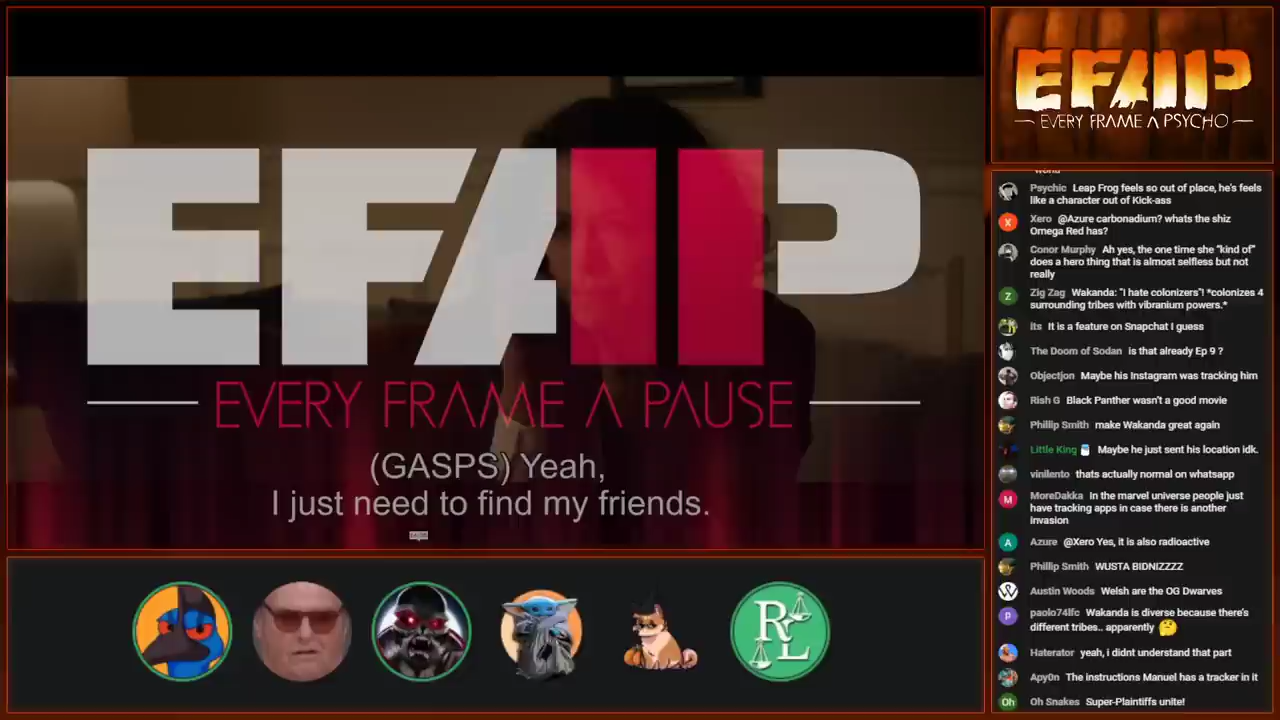 EFAP
EVERY FRAME A PAUSE
(GASPS) Yeah,
I just need to find my friends.
EFAP
EVERY FRAME A PSYCHO
world
Psychic Leap Frog feels so out of place, he's feels
like a character out of Kick-ass
X
Xero @Azure carbonadium? whats the shiz
Omega Red has?
Conor Murphy Ah yes, the one time she "kind of"
does a hero thing that is almost selfless but not
really
Z
Zig Zag Wakanda: "I hate colonizers"! *colonizes 4
surrounding tribes with vibranium powers.*
Its It is a feature on Snapchat I guess
The Doom of Sodan is that already Ep 9 ?
Objectjon Maybe his Instagram was tracking him
Rish G Black Panther wasn't a good movie
Phillip Smith make Wakanda great again
Little King 🥛 Maybe he just sent his location idk.
vinilento thats actually normal on whatsapp
M
MoreDakka In the marvel universe people just
have tracking apps in case there is another
invasion
A
Azure @Xero Yes, it is also radioactive
Phillip Smith WUSTA BIDNIZZZZ
W
Austin Woods Welsh are the OG Dwarves
P
paolo74lfc Wakanda is diverse because there's
different tribes.. apparently 🤔
Haterator yeah, i didnt understand that part
Apy0n The instructions Manuel has a tracker in it
Oh
Oh Snakes Super-Plaintiffs unite!
R
L